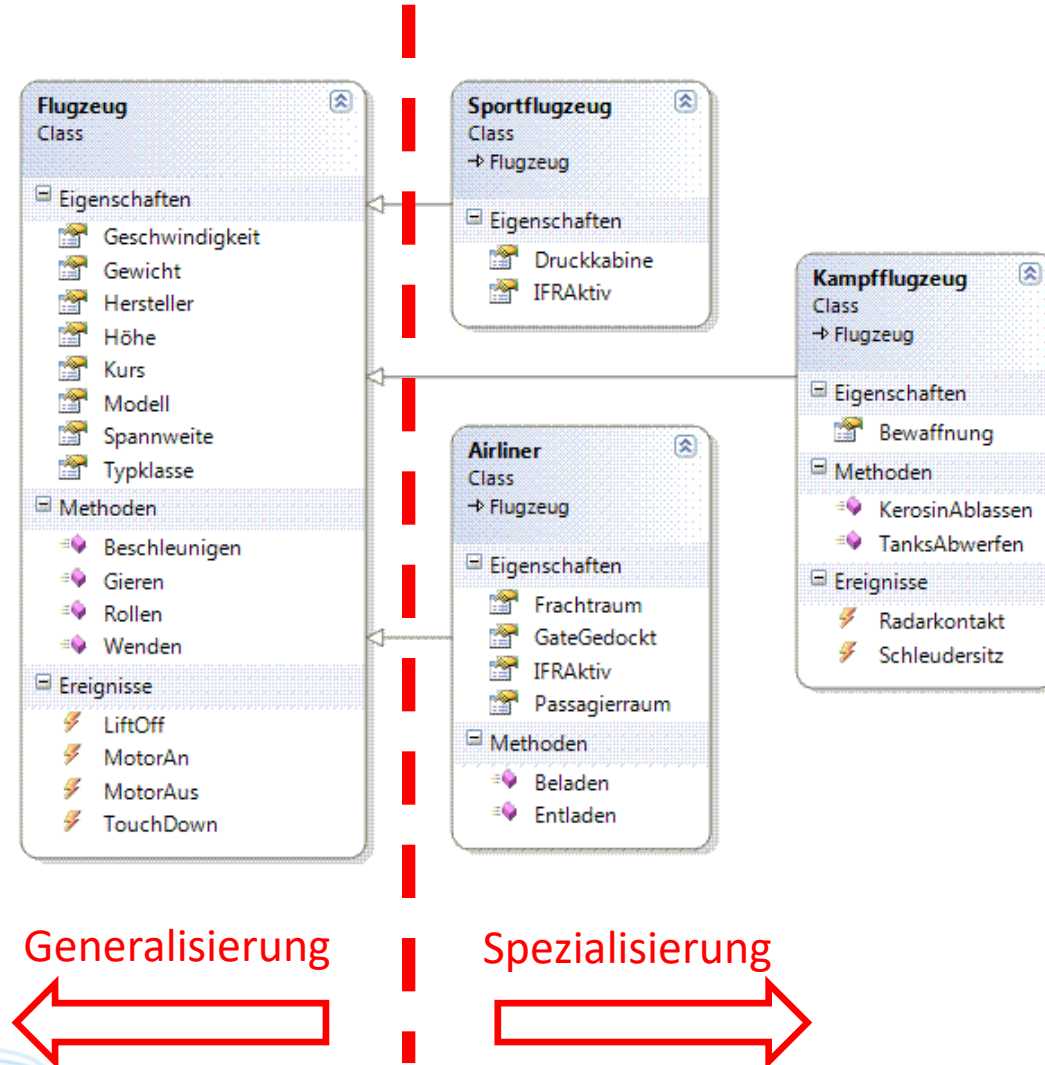 Flugzeug
Class
Eigenschaften
Geschwindigkeit
Gewicht
Hersteller
Höhe
Kurs
Modell
Spannweite
Typklasse
Methoden
Beschleunigen
Gieren
Rollen
Wenden
Ereignisse
LiftOff
MotorAn
MotorAus
TouchDown
Sportflugzeug
Class
Flugzeug
Eigenschaften
Druckkabine
IFRAktiv
Airliner
Class
Flugzeug
Eigenschaften
Frachtraum
GateGedockt
IFRAktiv
Passagierraum
Methoden
Beladen
Entladen
Kampfflugzeug
Class
Flugzeug
Eigenschaften
Bewaffnung
Methoden
KerosinAblassen
TanksAbwerfen
Ereignisse
Radarkontakt
Schleudersitz
Generalisierung
Spezialisierung